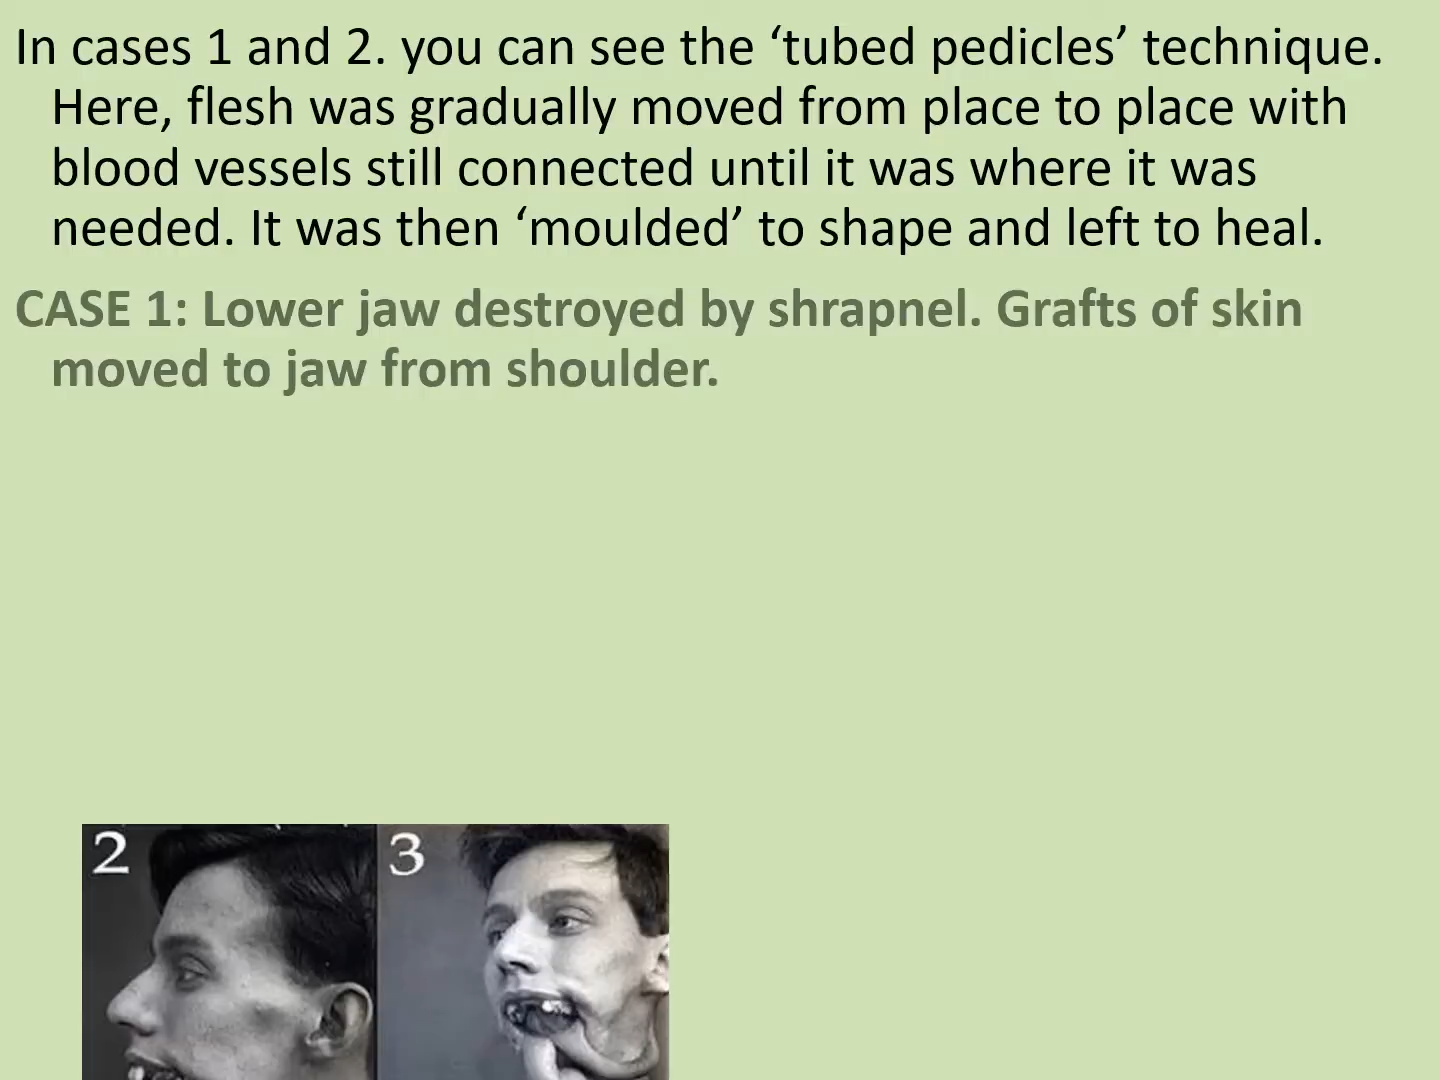 In cases 1 and 2. you can see the ‘tubed pedicles’ technique.
Here, flesh was gradually moved from place to place with
blood vessels still connected until it was where it was
needed. It was then ‘moulded’ to shape and left to heal.
CASE 1: Lower jaw destroyed by shrapnel. Grafts of skin
moved to jaw from shoulder.
2 3